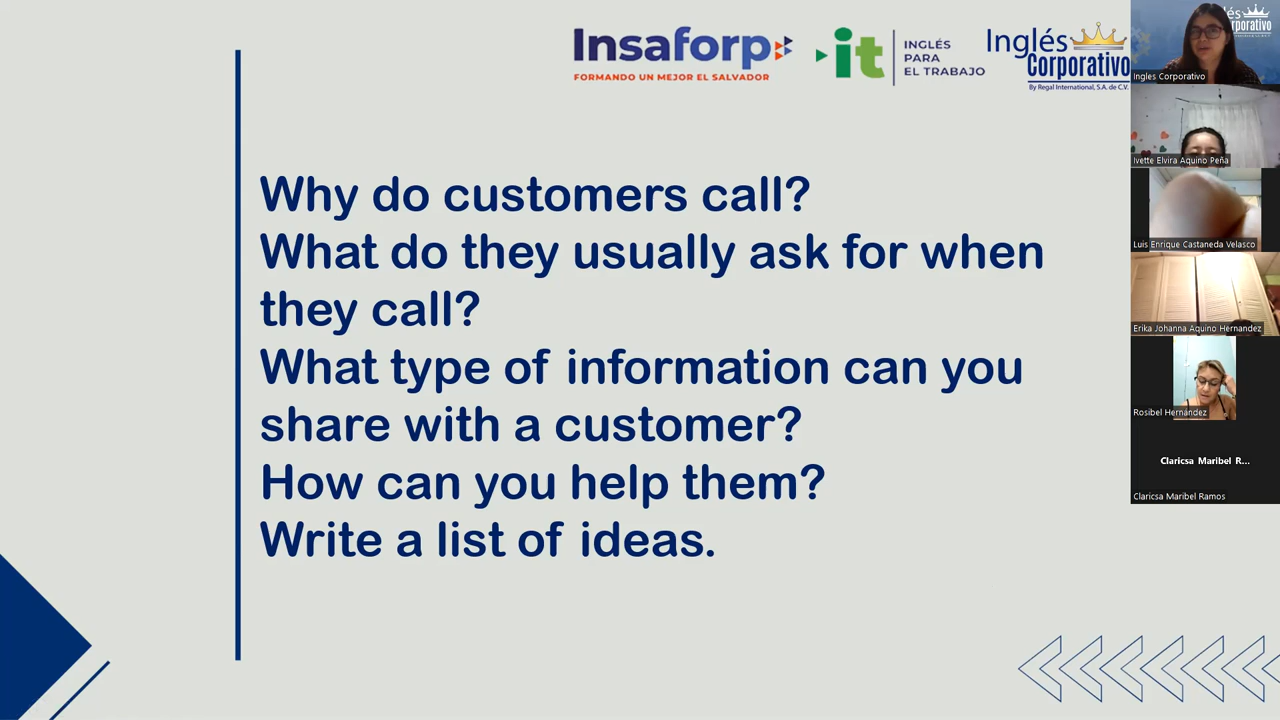 Insaforp
FORMANDO UN MEJOR EL SALVADOR
it
INGLÉS
PARA
EL TRABAJO
Inglés
Corporativo
By Regal International, S.A. de C.V.
Why do customers call?
What do they usually ask for when
they call?
What type of information can you
share with a customer?
How can you help them?
Write a list of ideas.
glés
orporativo
Ingles Corporativo
Ivette Elvira Aquino Peña
Luis Enrique Castaneda Velasco
Erika Johanna Aquino Hernandez
Rosibel Hernández
Claricsa Maribel R...
Claricsa Maribel Ramos